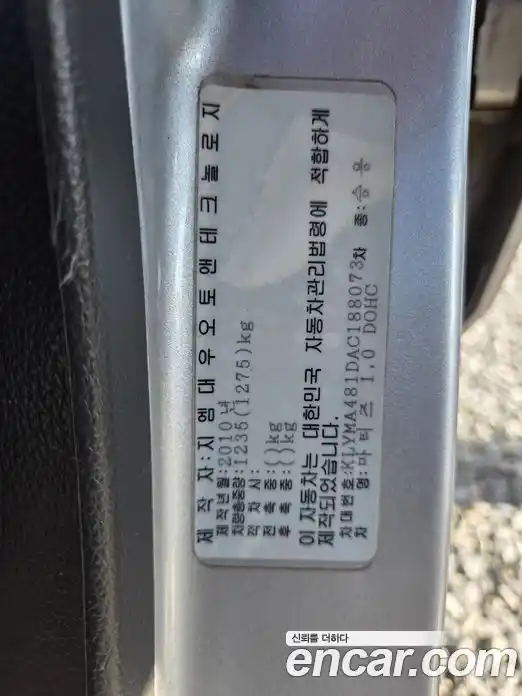 제 작 자:지엠대우오토앤테크놀로지
제작년월:2010년
차량총중량:1235(1275)kg
적 차 시:
전 축 중:( )kg
후 축 중:( )kg
이 자동차는 대한민국 자동차관리법령에 적합하게
제작되었습니다.
차대번호:KLYMA481DAC188073 차 종:승 용
차 명:마티즈 1.0 DOHC
신뢰를 더하다
encar.com